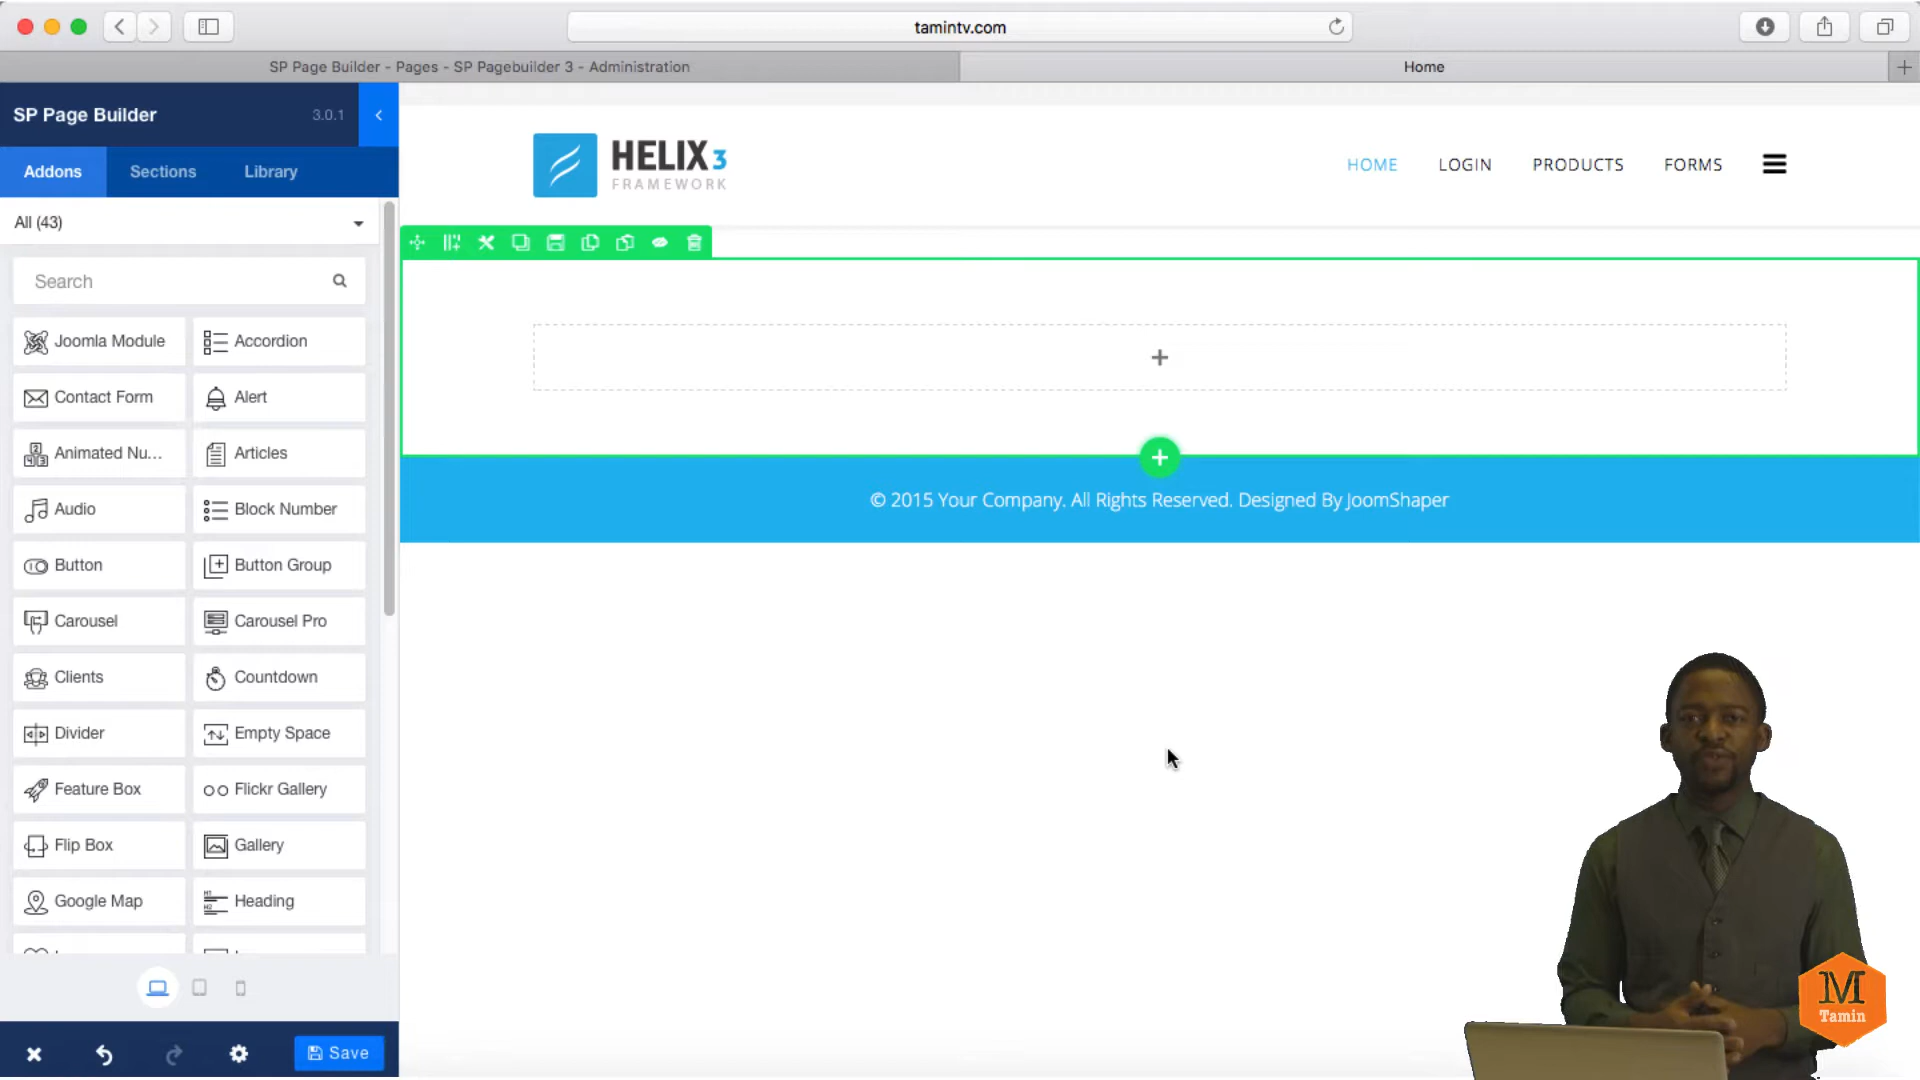 tamintv.com
SP Page Builder - Pages - SP Pagebuilder 3 - Administration
Home
SP Page Builder
3.0.1
Addons
Sections
Library
All (43)
Search
Joomla Module
Accordion
Contact Form
Alert
Animated Nu...
Articles
Audio
Block Number
Button
Button Group
Carousel
Carousel Pro
Clients
Countdown
Divider
Empty Space
Feature Box
Flickr Gallery
Flip Box
Gallery
Google Map
Heading
Save
HELIX3
FRAMEWORK
HOME
LOGIN
PRODUCTS
FORMS
© 2015 Your Company. All Rights Reserved. Designed By JoomShaper
M
Tamin